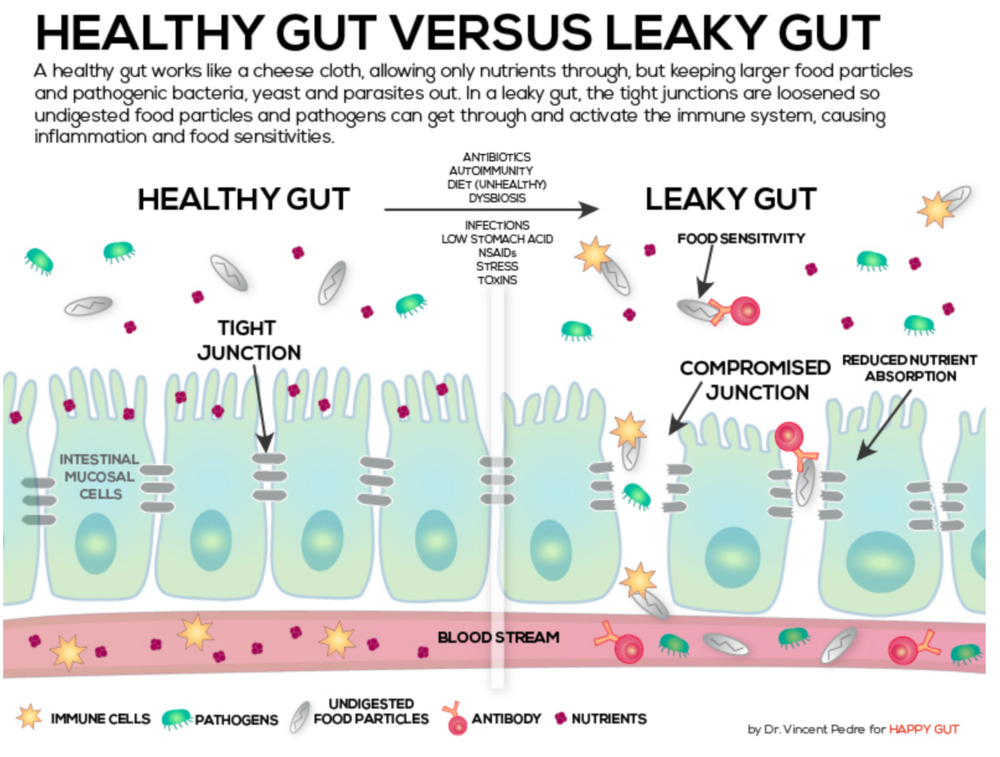 HEALTHY GUT VERSUS LEAKY GUT
A healthy gut works like a cheese cloth, allowing only nutrients through, but keeping larger food particles
and pathogenic bacteria, yeast and parasites out. In a leaky gut, the tight junctions are loosened so
undigested food particles and pathogens can get through and activate the immune system, causing
inflammation and food sensitivities.
HEALTHY GUT
ANTIBIOTICS
AUTOIMMUNITY
DIET (UNHEALTHY)
DYSBIOSIS
INFECTIONS
LOW STOMACH ACID
NSAIDs
STRESS
TOXINS
LEAKY GUT
FOOD SENSITIVITY
TIGHT
JUNCTION
COMPROMISED
JUNCTION
REDUCED NUTRIENT
ABSORPTION
INTESTINAL
MUCOSAL
CELLS
BLOOD STREAM
IMMUNE CELLS
PATHOGENS
UNDIGESTED
FOOD PARTICLES
ANTIBODY
NUTRIENTS
by Dr. Vincent Pedre for HAPPY GUT